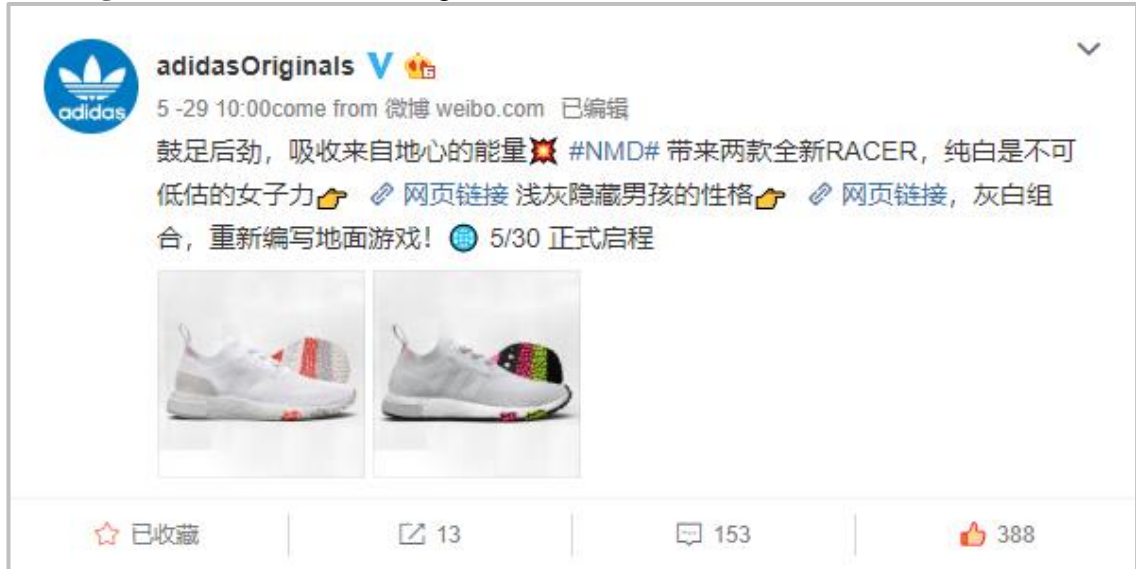 adidas
adidasOriginals
5 -29 10:00come from 微博 weibo.com 已编辑
鼓足后劲，吸收来自地心的能量💥 #NMD# 带来两款全新RACER，纯白是不可
低估的女子力👉 网页链接 浅灰隐藏男孩的性格👉 网页链接，灰白组
合，重新编写地面游戏！🌐 5/30 正式启程
已收藏
13
153
388